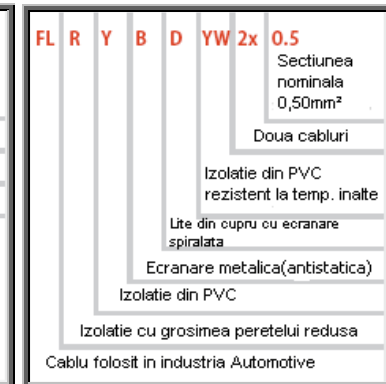 FL R Y B D YW 2x 0.5
Sectiunea
nominala
0,50mm²
Doua cabluri
Izolatie din PVC
rezistent la temp. inalte
Lite din cupru cu ecranare
spiralata
Ecranare metalica(antistatica)
Izolatie din PVC
Izolatie cu grosimea peretelui redusa
Cablu folosit in industria Automotive